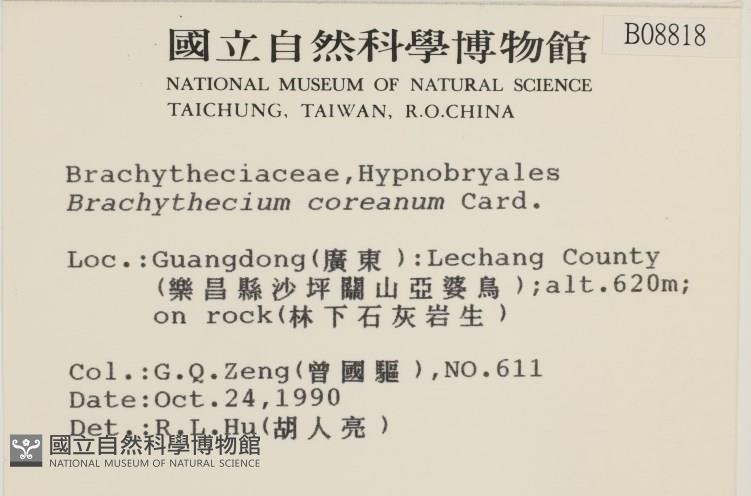 國立自然科學博物館
B08818
NATIONAL MUSEUM OF NATURAL SCIENCE
TAICHUNG, TAIWAN, R.O.CHINA
Brachytheciaceae,Hypnobryales
Brachythecium coreanum Card.
Loc.:Guangdong(廣東):Lechang County
(樂昌縣沙坪關山亞婆鳥);alt.620m;
on rock(林下石灰岩生)
Col.:G.Q.Zeng(曾國驅),NO.611
Date:Oct.24,1990
Det.:R.L.Hu(胡人亮)
國立自然科學博物館
NATIONAL MUSEUM OF NATURAL SCIENCE